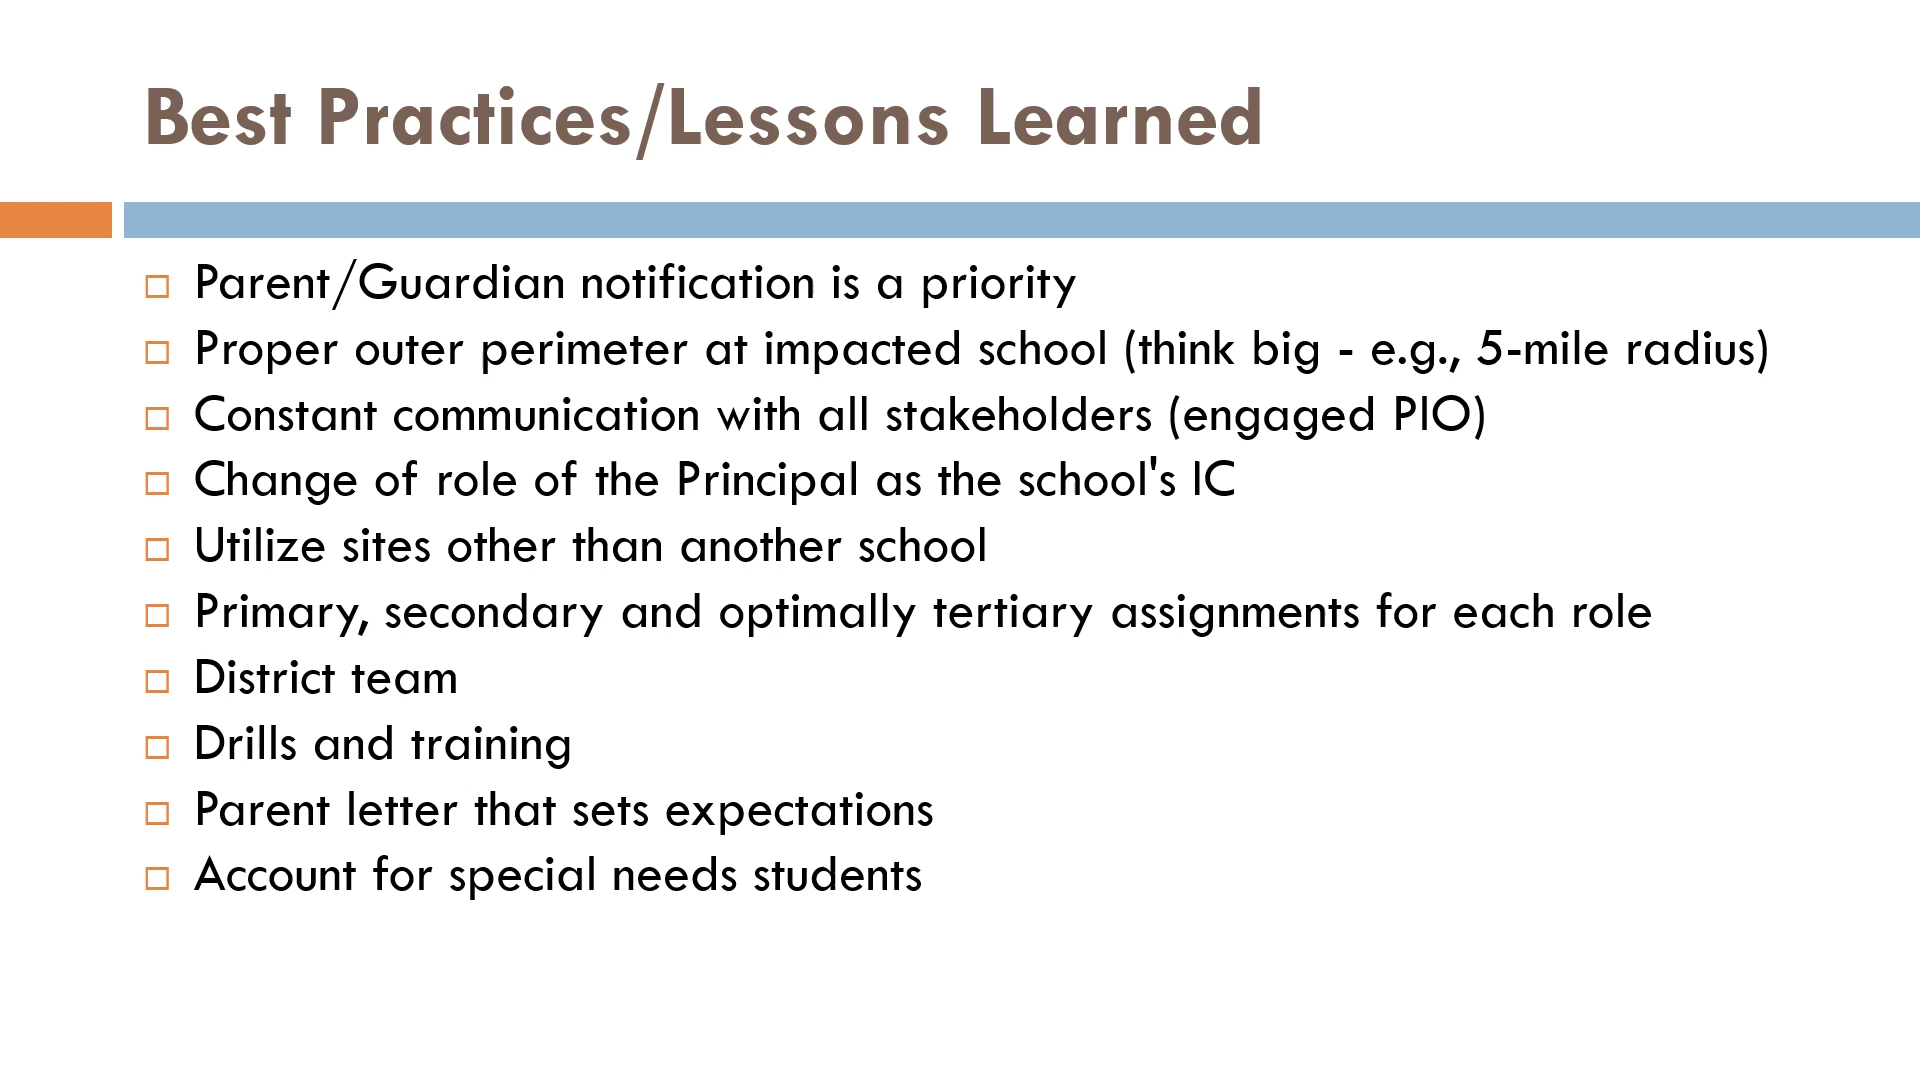 Best Practices/Lessons Learned
Parent/Guardian notification is a priority
Proper outer perimeter at impacted school (think big - e.g., 5-mile radius)
Constant communication with all stakeholders (engaged PIO)
Change of role of the Principal as the school's IC
Utilize sites other than another school
Primary, secondary and optimally tertiary assignments for each role
District team
Drills and training
Parent letter that sets expectations
Account for special needs students